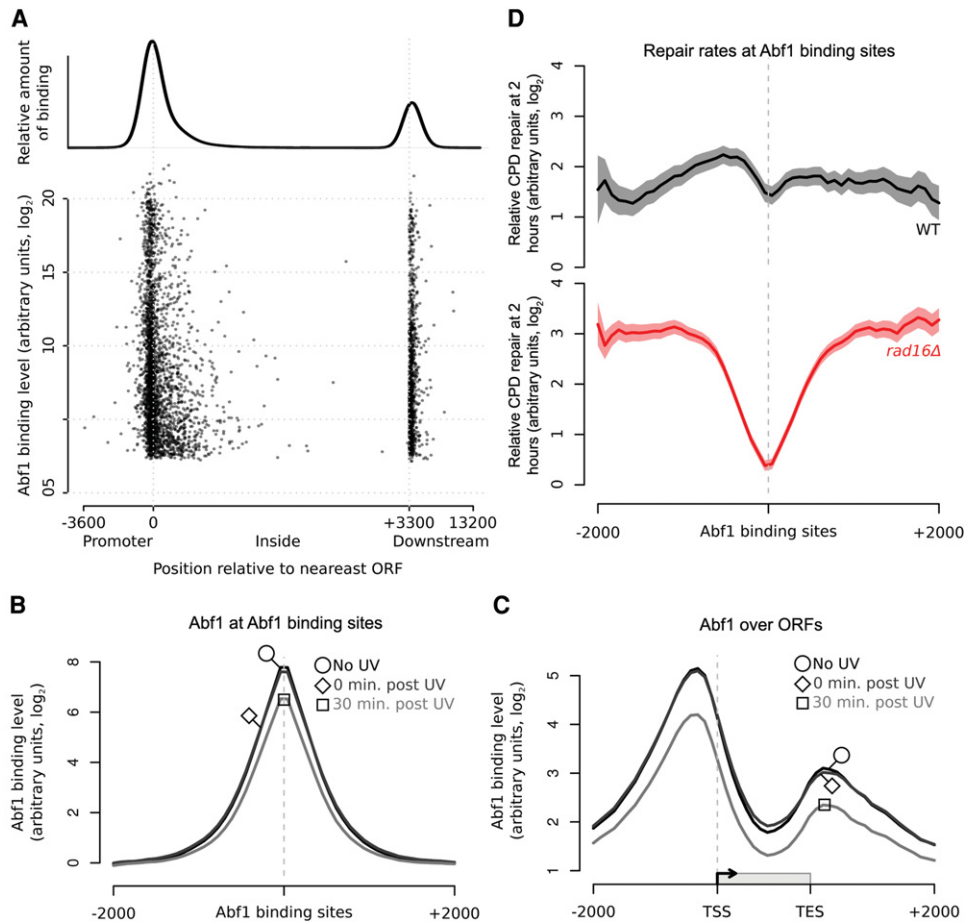 A
Relative amount
of binding
Abf1 binding level (arbitrary units, log2)
20
15
10
05
-3600
0
+3300
13200
Promoter
Inside
Downstream
Position relative to neareast ORF
D
Repair rates at Abf1 binding sites
Relative CPD repair at 2
hours (arbitrary units, log2)
4
3
2
1
0
WT
Relative CPD repair at 2
hours (arbitrary units, log2)
4
3
2
1
0
rad16Δ
-2000
Abf1 binding sites
+2000
B
Abf1 at Abf1 binding sites
Abf1 binding level
(arbitrary units, log2)
8
6
4
2
0
No UV
0 min. post UV
30 min. post UV
-2000
Abf1 binding sites
+2000
C
Abf1 over ORFs
Abf1 binding level
(arbitrary units, log2)
5
4
3
2
1
No UV
0 min. post UV
30 min. post UV
-2000
TSS
TES
+2000